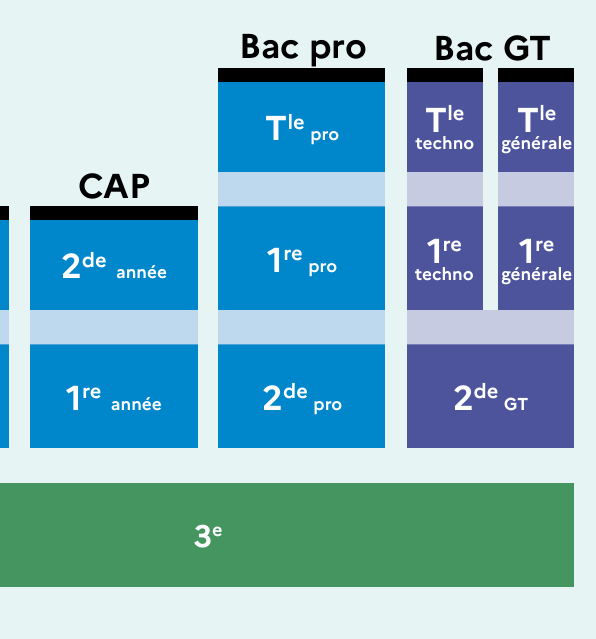 Bac pro
Bac GT
CAP
Tle pro
Tle techno
Tle générale
2de année
1re pro
1re techno
1re générale
1re année
2de pro
2de GT
3e